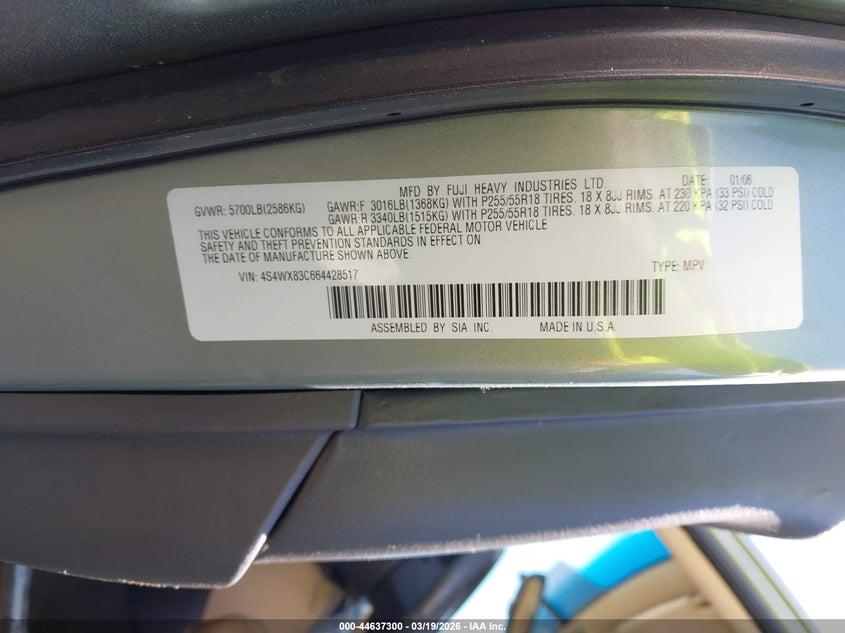 MFD BY FUJI HEAVY INDUSTRIES LTD. DATE: 01/06
GVWR: 5700LB(2586KG) GAWR:F 3016LB(1368KG) WITH P255/55R18 TIRES. 18 X 8JJ RIMS. AT 230 KPA (33 PSI) COLD
GAWR:R 3340LB(1515KG) WITH P255/55R18 TIRES. 18 X 8JJ RIMS. AT 220 KPA (32 PSI) COLD
THIS VEHICLE CONFORMS TO ALL APPLICABLE FEDERAL MOTOR VEHICLE
SAFETY AND THEFT PREVENTION STANDARDS IN EFFECT ON
THE DATE OF MANUFACTURE SHOWN ABOVE.
VIN: 4S4WX83C664428517 TYPE: MPV
ASSEMBLED BY SIA INC. MADE IN U.S.A.
000-44637300 - 03/19/2026 - IAA Inc.